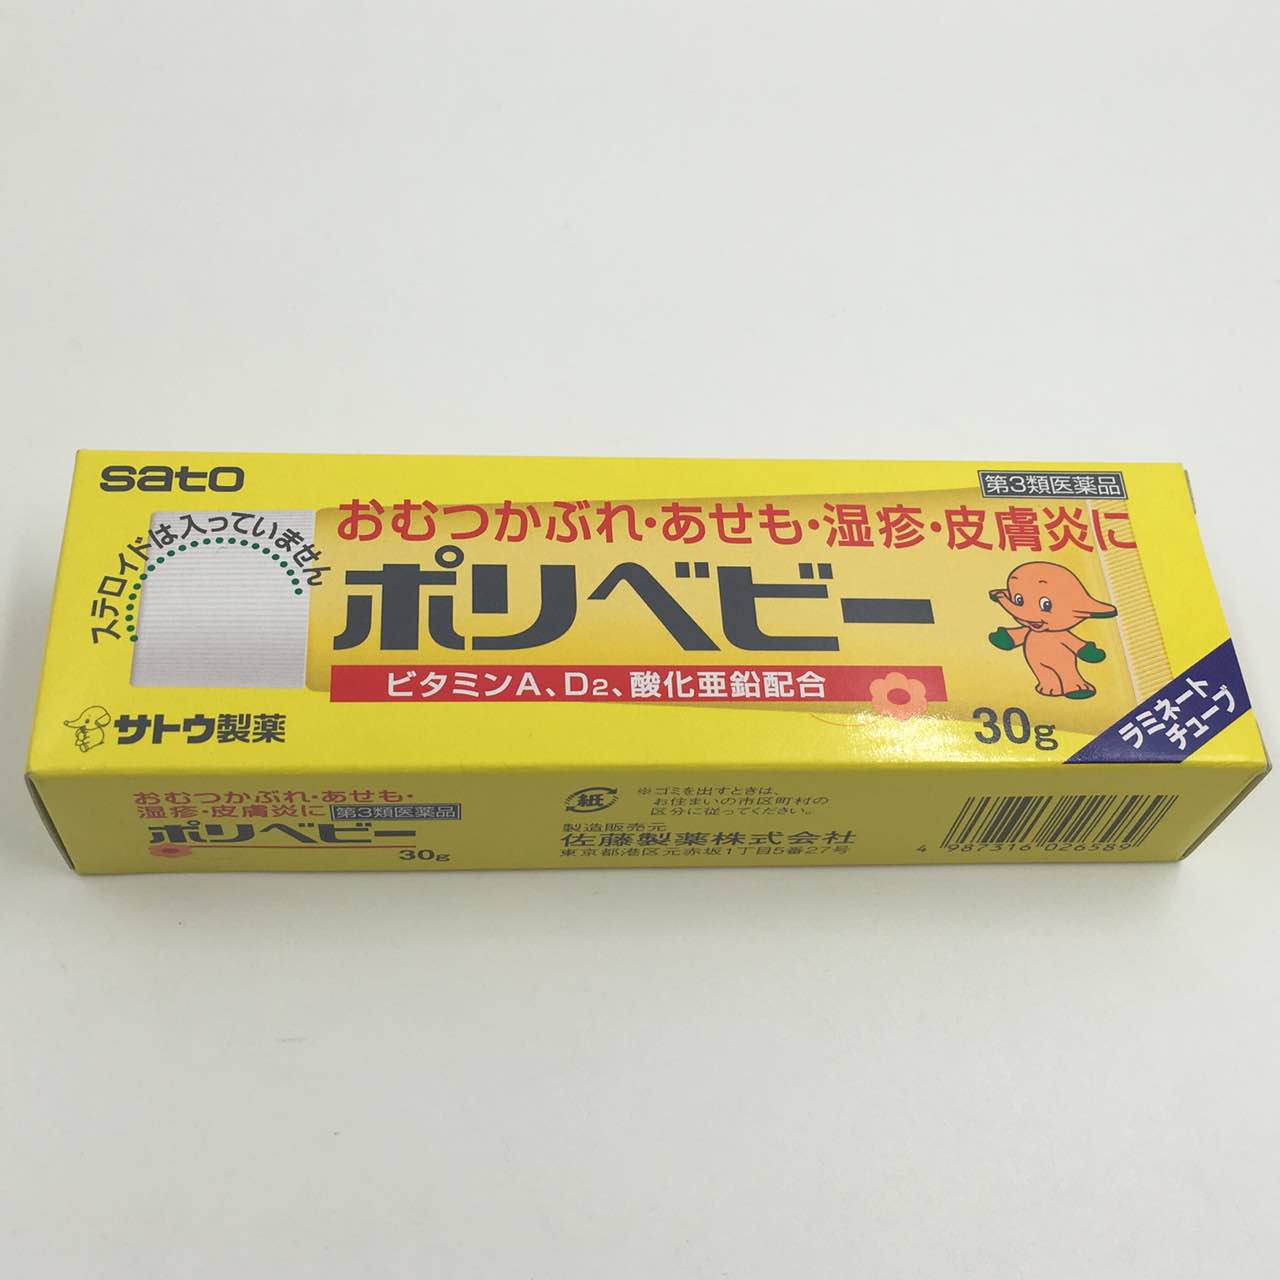 sato
第3類医薬品
ステロイドは入っていません
おむつかぶれ・あせも・湿疹・皮膚炎に
ポリベビー
ビタミンA、D2、酸化亜鉛配合
サトウ製薬
30g
ラミネート
チューブ
おむつかぶれ・あせも・
湿疹・皮膚炎に 第3類医薬品
ポリベビー
30g
紙
※ゴミを出すときは、
お住まいの市区町村の
区分に従ってください。
製造販売元
佐藤製薬株式会社
東京都港区元赤坂1丁目5番27号
4 987316 026589